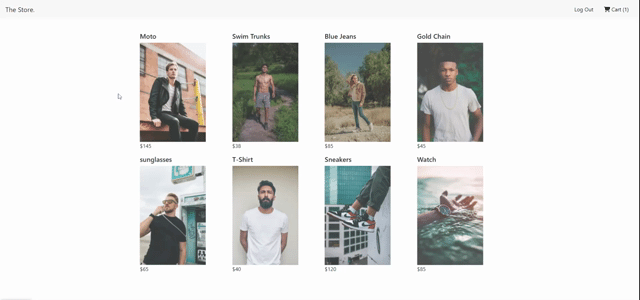 The Store.
Log Out
Cart (1)
Moto
Swim Trunks
Blue Jeans
Gold Chain
$145
$38
$85
$45
sunglasses
T-Shirt
Sneakers
Watch
$65
$40
$120
$85